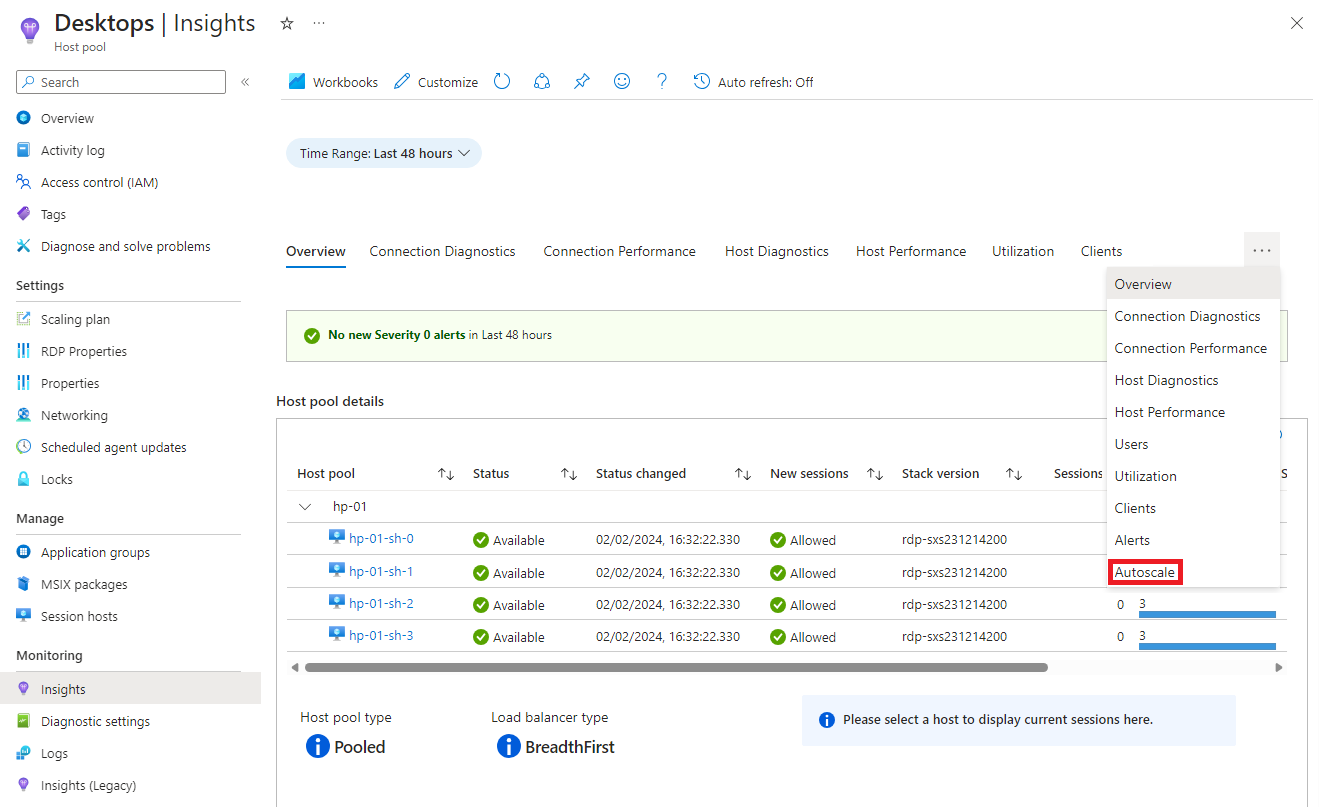 Desktops | Insights
Host pool
Search
Overview
Activity log
Access control (IAM)
Tags
Diagnose and solve problems
Settings
Scaling plan
RDP Properties
Properties
Networking
Scheduled agent updates
Locks
Manage
Application groups
MSIX packages
Session hosts
Monitoring
Insights
Diagnostic settings
Logs
Insights (Legacy)
Workbooks Customize Auto refresh: Off
Time Range: Last 48 hours
Overview Connection Diagnostics Connection Performance Host Diagnostics Host Performance Utilization Clients ...
Overview
Connection Diagnostics
Connection Performance
Host Diagnostics
Host Performance
Users
Utilization
Clients
Alerts
Autoscale
No new Severity 0 alerts in Last 48 hours
Host pool details
Host pool Status Status changed New sessions Stack version Sessions S
hp-01
hp-01-sh-0 Available 02/02/2024, 16:32:22.330 Allowed rdp-sxs231214200
hp-01-sh-1 Available 02/02/2024, 16:32:22.330 Allowed rdp-sxs231214200
hp-01-sh-2 Available 02/02/2024, 16:32:22.330 Allowed rdp-sxs231214200 0 3
hp-01-sh-3 Available 02/02/2024, 16:32:22.330 Allowed rdp-sxs231214200 0 3
Host pool type
Pooled
Load balancer type
BreadthFirst
Please select a host to display current sessions here.